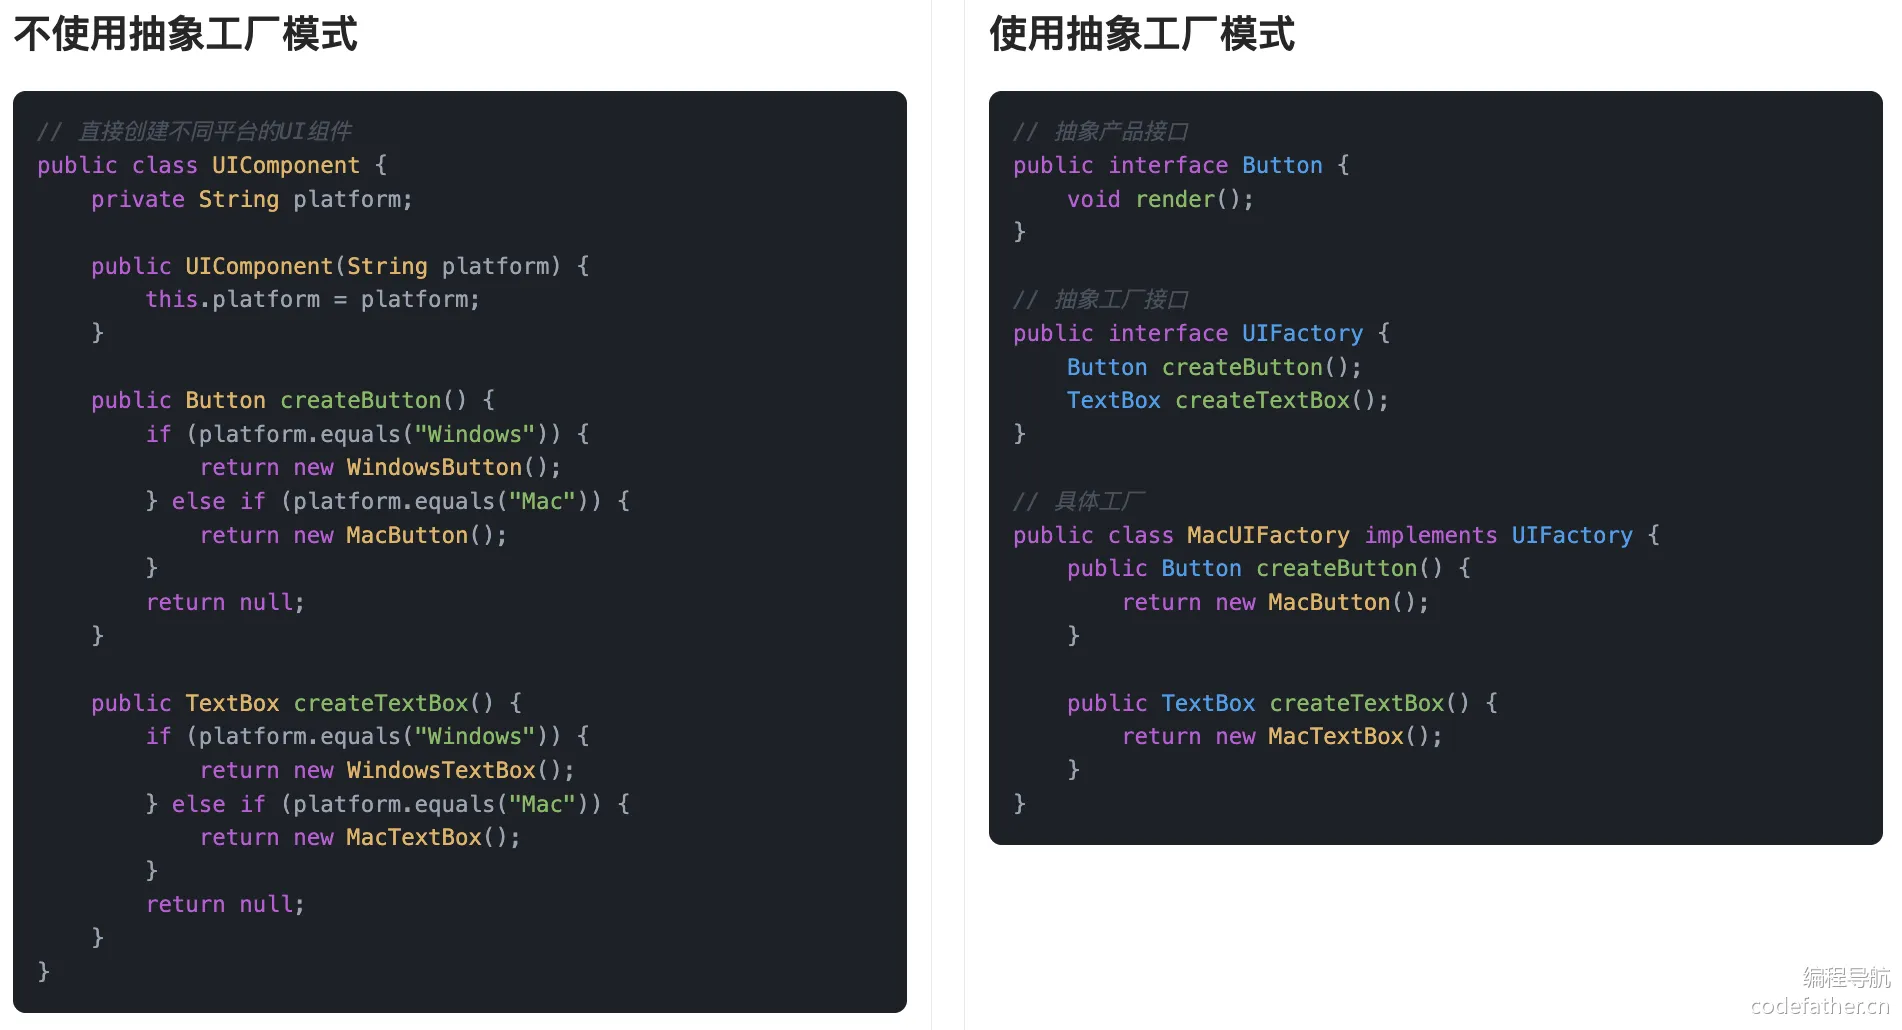 不使用抽象工厂模式
// 直接创建不同平台的UI组件
public class UIComponent {
    private String platform;

    public UIComponent(String platform) {
        this.platform = platform;
    }

    public Button createButton() {
        if (platform.equals("Windows")) {
            return new WindowsButton();
        } else if (platform.equals("Mac")) {
            return new MacButton();
        }
        return null;
    }

    public TextBox createTextBox() {
        if (platform.equals("Windows")) {
            return new WindowsTextBox();
        } else if (platform.equals("Mac")) {
            return new MacTextBox();
        }
        return null;
    }
}
使用抽象工厂模式
// 抽象产品接口
public interface Button {
    void render();
}

// 抽象工厂接口
public interface UIFactory {
    Button createButton();
    TextBox createTextBox();
}

// 具体工厂
public class MacUIFactory implements UIFactory {
    public Button createButton() {
        return new MacButton();
    }

    public TextBox createTextBox() {
        return new MacTextBox();
    }
}
编程导航
codefather.cn